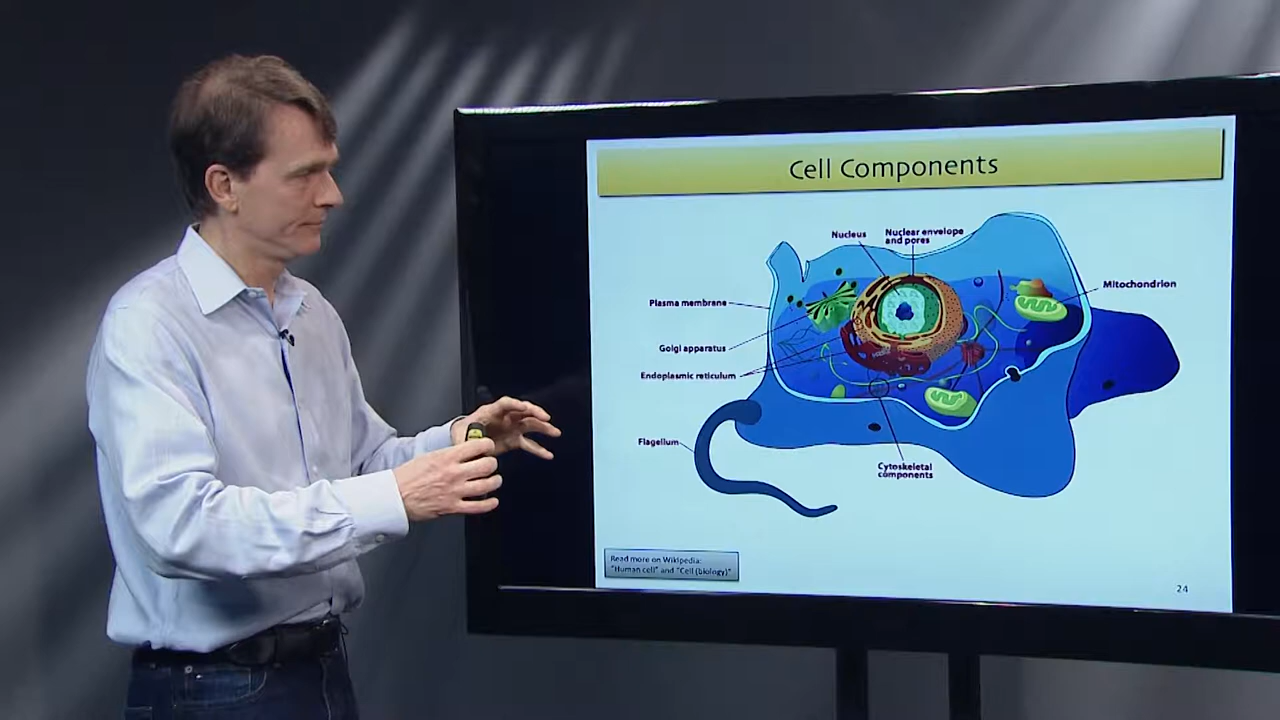 Cell Components
Nucleus
Nuclear envelope
and pores
Mitochondrion
Plasma membrane
Golgi apparatus
Endoplasmic reticulum
Flagellum
Cytoskeletal
components
Read more on Wikipedia:
"Human cell" and "Cell (biology)"
24